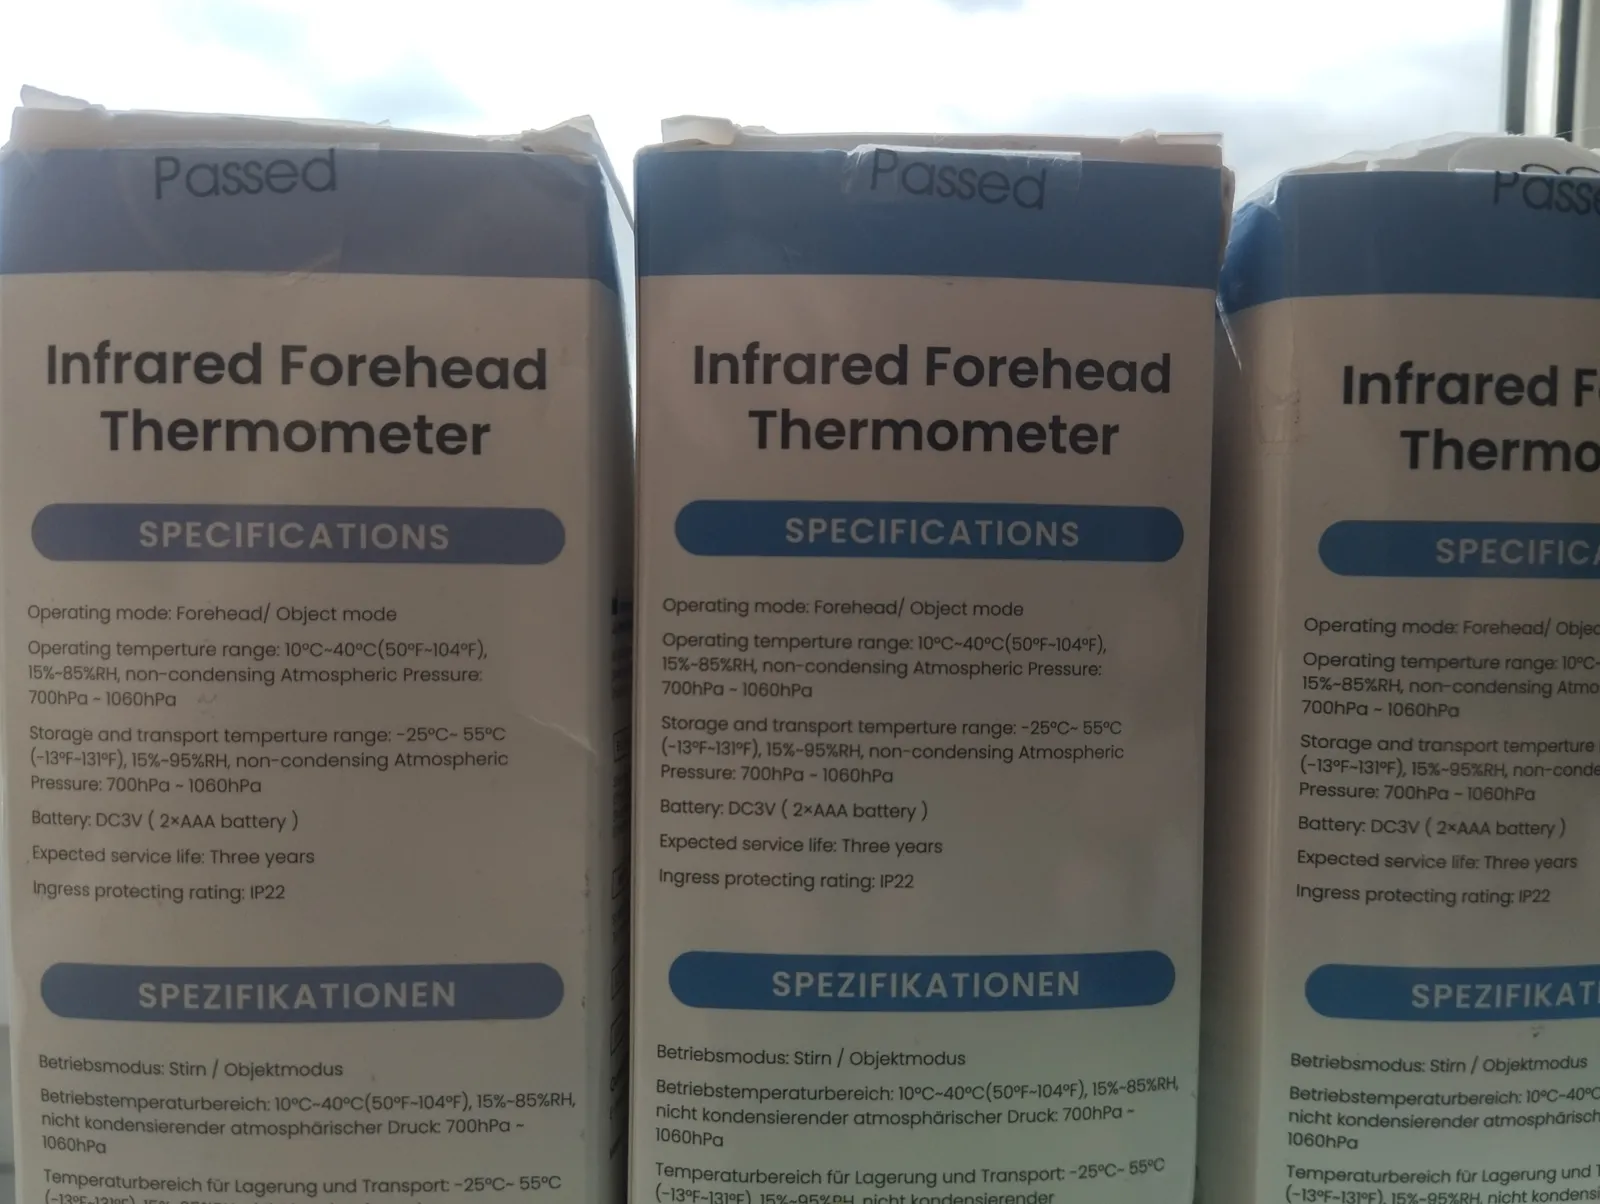 Passed
Infrared Forehead
Thermometer
SPECIFICATIONS
Operating mode: Forehead/ Object mode
Operating temperture range: 10°C~40°C(50°F~104°F),
15%~85%RH, non-condensing Atmospheric Pressure:
700hPa ~ 1060hPa
Storage and transport temperture range: -25°C~ 55°C
(-13°F~131°F), 15%~95%RH, non-condensing Atmospheric
Pressure: 700hPa ~ 1060hPa
Battery: DC3V ( 2×AAA battery )
Expected service life: Three years
Ingress protecting rating: IP22
SPEZIFIKATIONEN
Betriebsmodus: Stirn / Objektmodus
Betriebstemperaturbereich: 10°C~40°C(50°F~104°F), 15%~85%RH,
nicht kondensierender atmosphärischer Druck: 700hPa ~
1060hPa
Temperaturbereich für Lagerung und Transport: -25°C~ 55°C
Passed
Infrared Forehead
Thermometer
SPECIFICATIONS
Operating mode: Forehead/ Object mode
Operating temperture range: 10°C~40°C(50°F~104°F),
15%~85%RH, non-condensing Atmospheric Pressure:
700hPa ~ 1060hPa
Storage and transport temperture range: -25°C~ 55°C
(-13°F~131°F), 15%~95%RH, non-condensing Atmospheric
Pressure: 700hPa ~ 1060hPa
Battery: DC3V ( 2×AAA battery )
Expected service life: Three years
Ingress protecting rating: IP22
SPEZIFIKATIONEN
Betriebsmodus: Stirn / Objektmodus
Betriebstemperaturbereich: 10°C~40°C(50°F~104°F), 15%~85%RH,
nicht kondensierender atmosphärischer Druck: 700hPa ~
1060hPa
Temperaturbereich für Lagerung und Transport: -25°C~ 55°C
(-13°F~131°F), 15%~95%RH, nicht kondensierender
Passe
Infrared F
Thermo
SPECIFIC
Operating mode: Forehead/ Objec
Operating temperture range: 10°C~
15%~85%RH, non-condensing Atmo
700hPa ~ 1060hPa
Storage and transport temperture
(-13°F~131°F), 15%~95%RH, non-conde
Pressure: 700hPa ~ 1060hPa
Battery: DC3V ( 2×AAA battery )
Expected service life: Three years
Ingress protecting rating: IP22
SPEZIFIKAT
Betriebsmodus: Stirn / Objektmodus
Betriebstemperaturbereich: 10°C~40°C
nicht kondensierender atmosphärisch
1060hPa
Temperaturbereich für Lagerung und
(-13°F~131°F), 15%~95%RH, nicht kondens